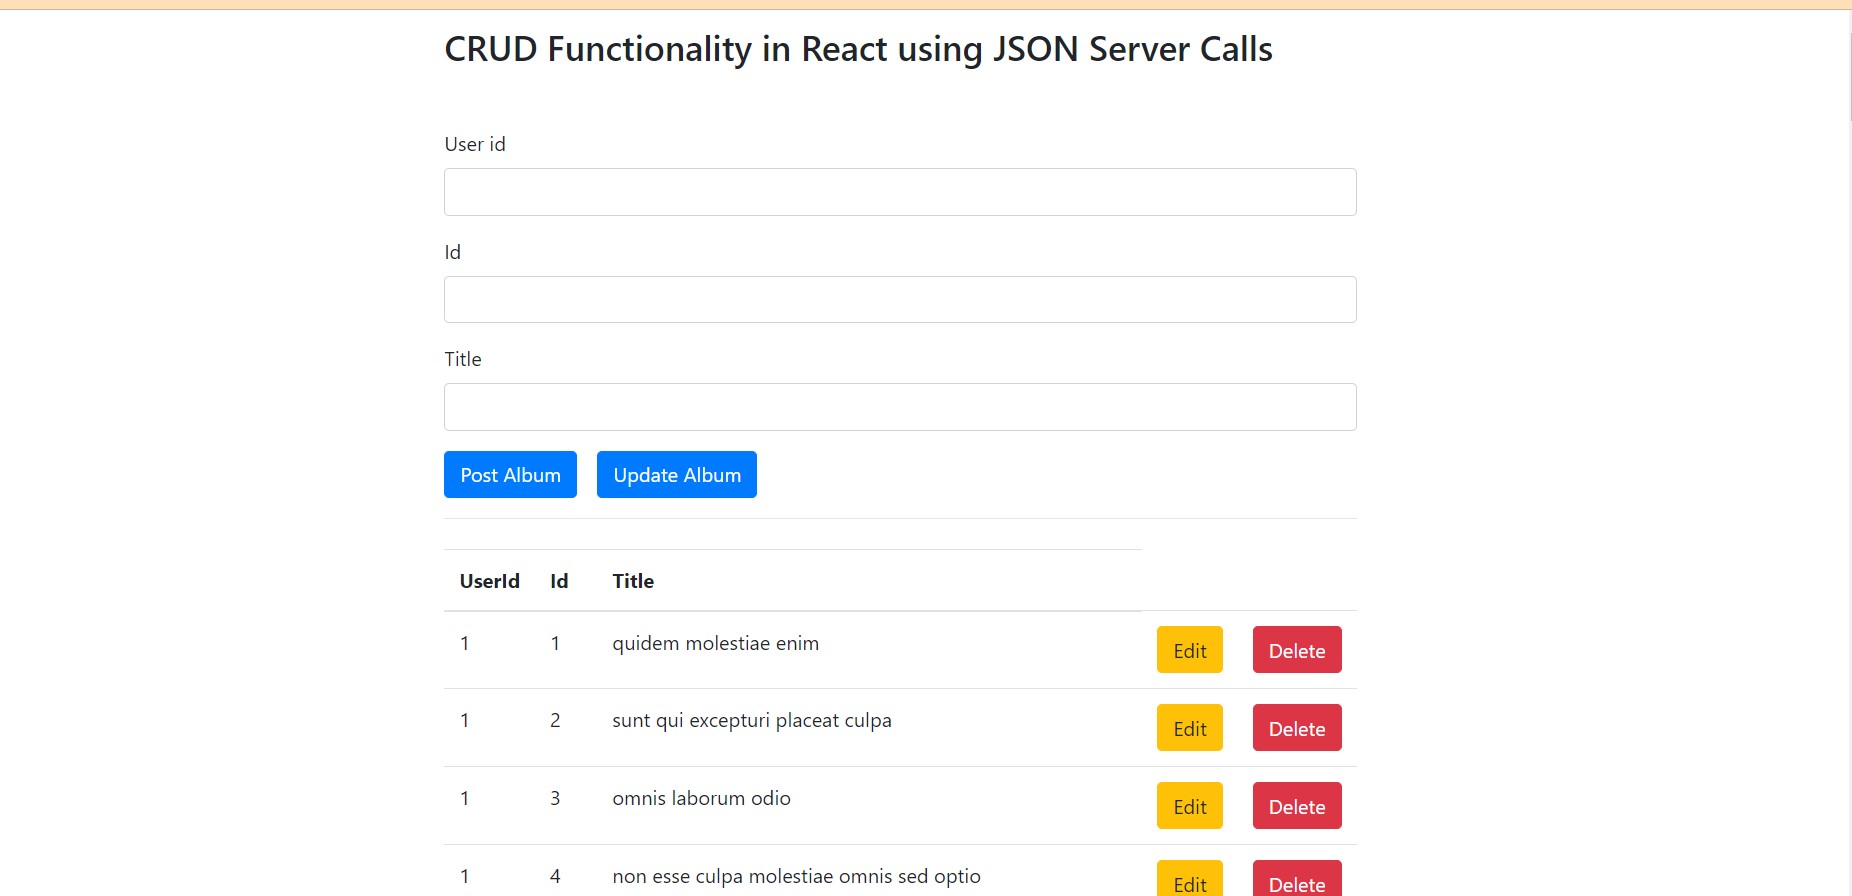 CRUD Functionality in React using JSON Server Calls
User id
Id
Title
Post Album Update Album
UserId Id Title
1 1 quidem molestiae enim Edit Delete
1 2 sunt qui excepturi placeat culpa Edit Delete
1 3 omnis laborum odio Edit Delete
1 4 non esse culpa molestiae omnis sed optio Edit Delete